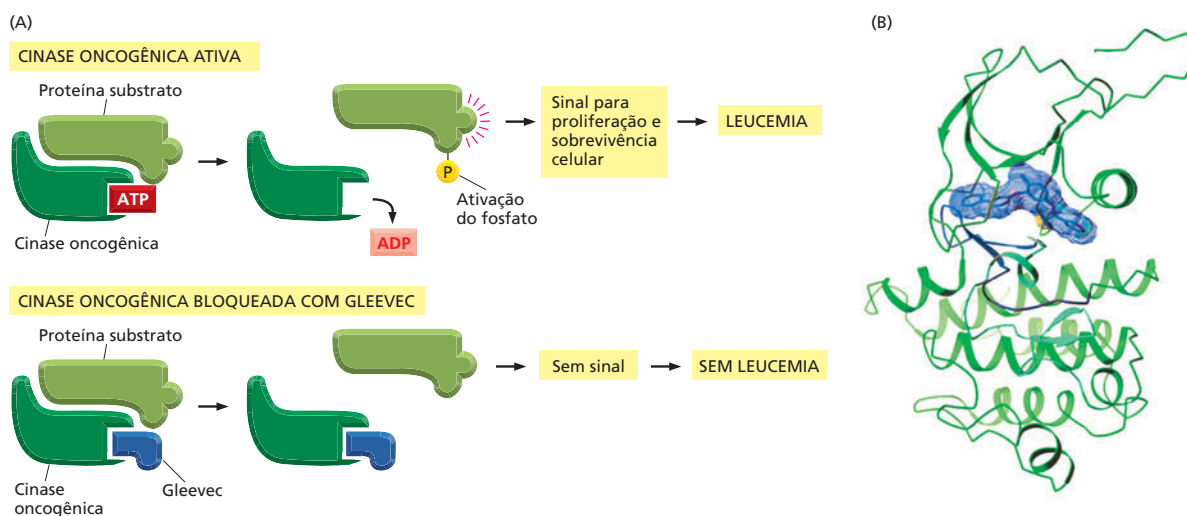 (A)
CINASE ONCOGÊNICA ATIVA
Proteína substrato
ATP
Cinase oncogênica
ADP
P
Ativação
do fosfato
Sinal para
proliferação e
sobrevivência
celular
LEUCEMIA
CINASE ONCOGÊNICA BLOQUEADA COM GLEEVEC
Proteína substrato
Cinase
oncogênica
Gleevec
Sem sinal
SEM LEUCEMIA
(B)